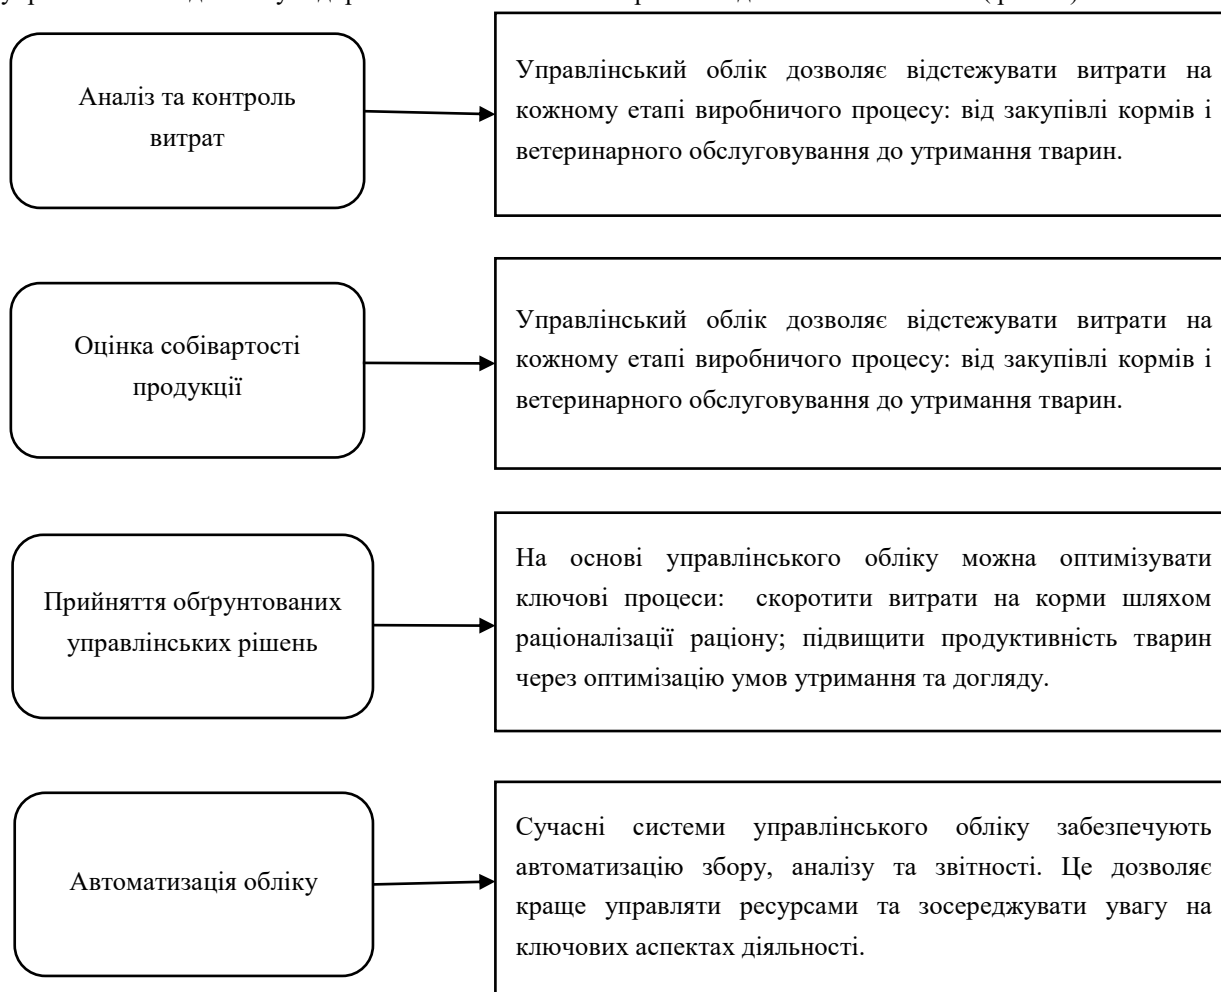 Аналіз та контроль
витрат
Управлінський облік дозволяє відстежувати витрати на
кожному етапі виробничого процесу: від закупівлі кормів і
ветеринарного обслуговування до утримання тварин.
Оцінка собівартості
продукції
Управлінський облік дозволяє відстежувати витрати на
кожному етапі виробничого процесу: від закупівлі кормів і
ветеринарного обслуговування до утримання тварин.
Прийняття обґрунтованих
управлінських рішень
На основі управлінського обліку можна оптимізувати
ключові процеси: скоротити витрати на корми шляхом
раціоналізації раціону; підвищити продуктивність тварин
через оптимізацію умов утримання та догляду.
Автоматизація обліку
Сучасні системи управлінського обліку забезпечують
автоматизацію збору, аналізу та звітності. Це дозволяє
краще управляти ресурсами та зосереджувати увагу на
ключових аспектах діяльності.